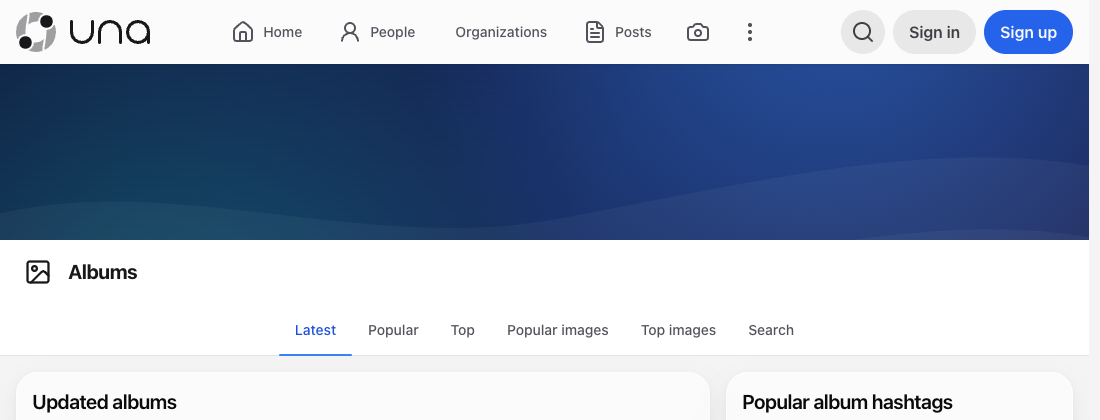 una Home People Organizations Posts Sign in Sign up
Albums
Latest Popular Top Popular images Top images Search
Updated albums Popular album hashtags